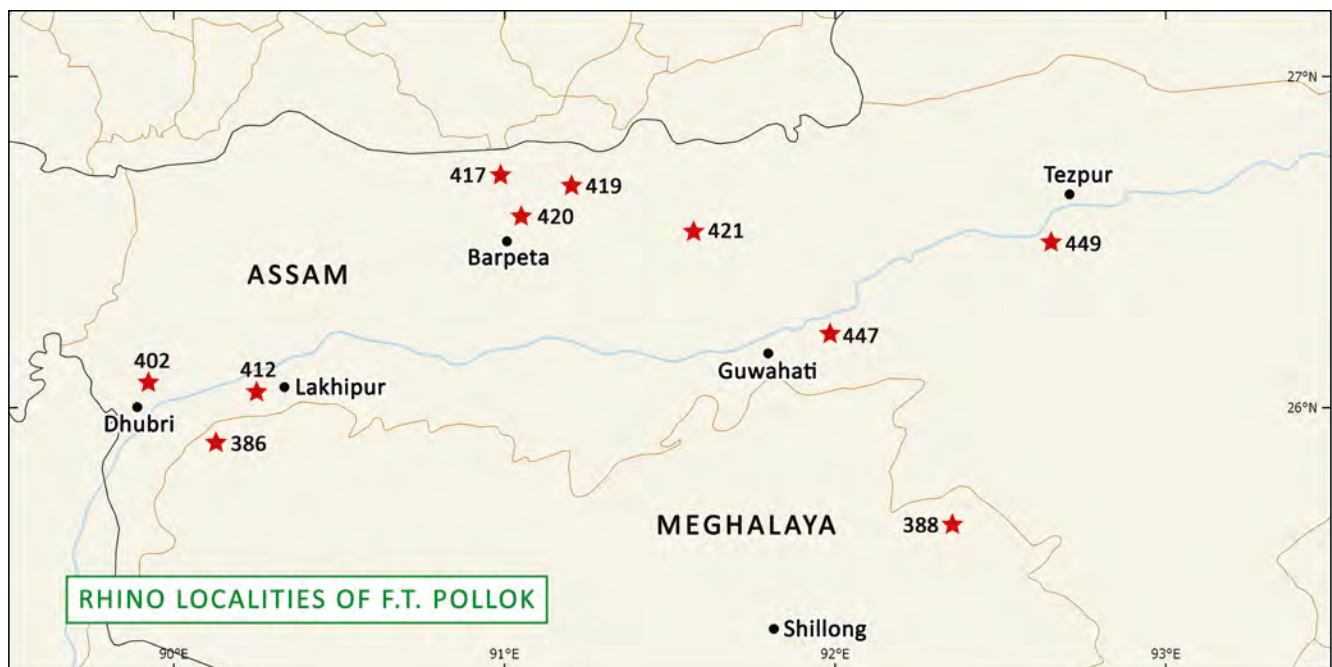 27°N
417
419
Tezpur
420
421
Barpeta
449
ASSAM
447
402
412
Guwahati
Lakhipur
Dhubri
26°N
386
MEGHALAYA
388
RHINO LOCALITIES OF F.T. POLLOK
Shillong
90°E
91°E
92°E
93°E